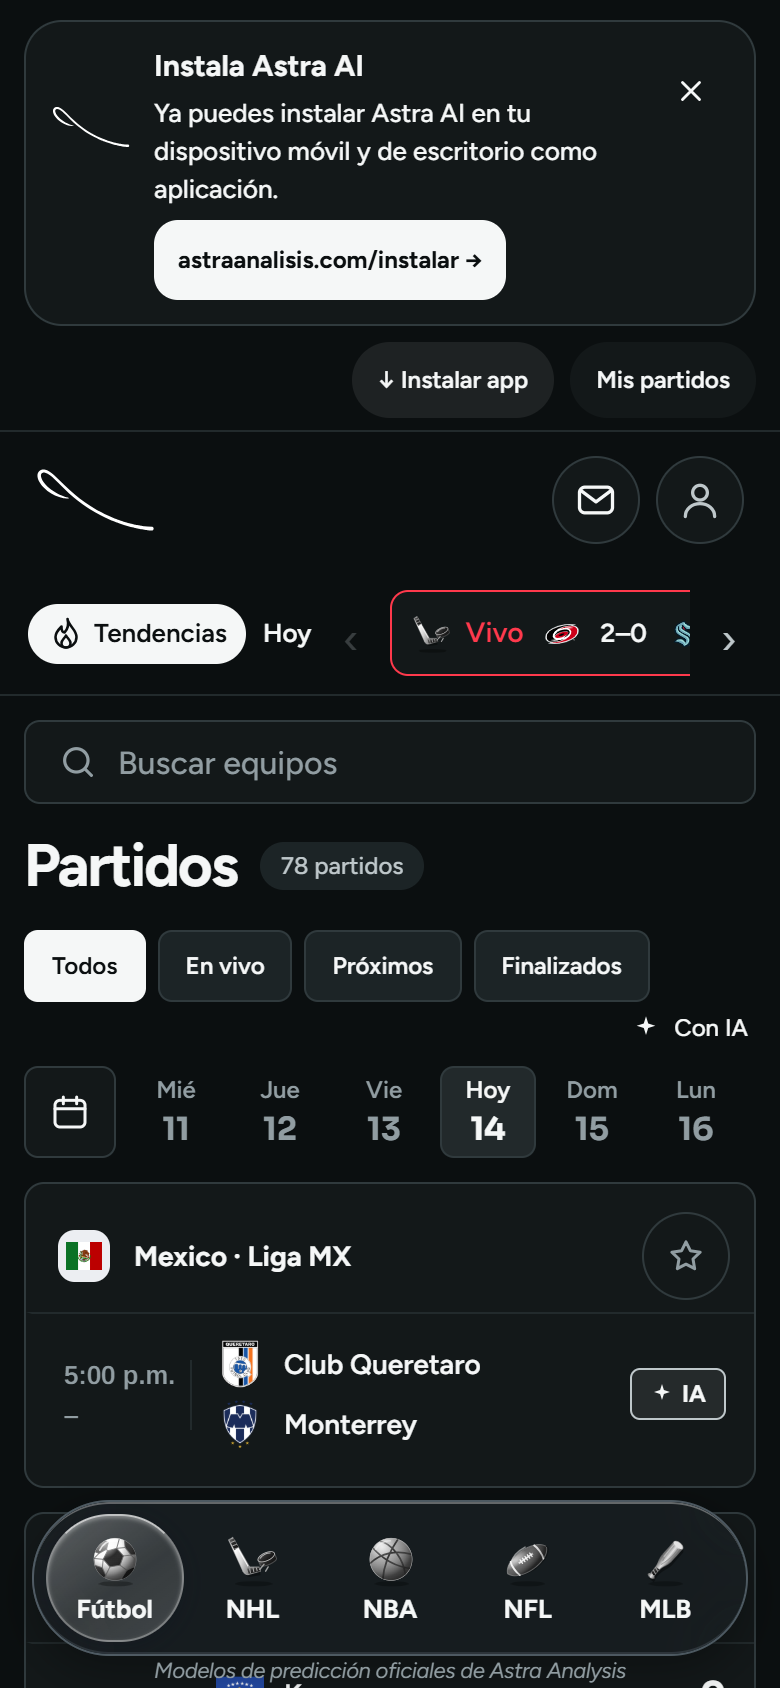 Instala Astra AI
Ya puedes instalar Astra AI en tu
dispositivo móvil y de escritorio como
aplicación.
astraanalisis.com/instalar →
↓ Instalar app
Mis partidos
Tendencias
Hoy
Vivo
2–0
Buscar equipos
Partidos
78 partidos
Todos
En vivo
Próximos
Finalizados
Con IA
Mié
11
Jue
12
Vie
13
Hoy
14
Dom
15
Lun
16
Mexico · Liga MX
5:00 p.m.
–
Club Queretaro
Monterrey
IA
Fútbol
NHL
NBA
NFL
MLB
Modelos de predicción oficiales de Astra Analysis